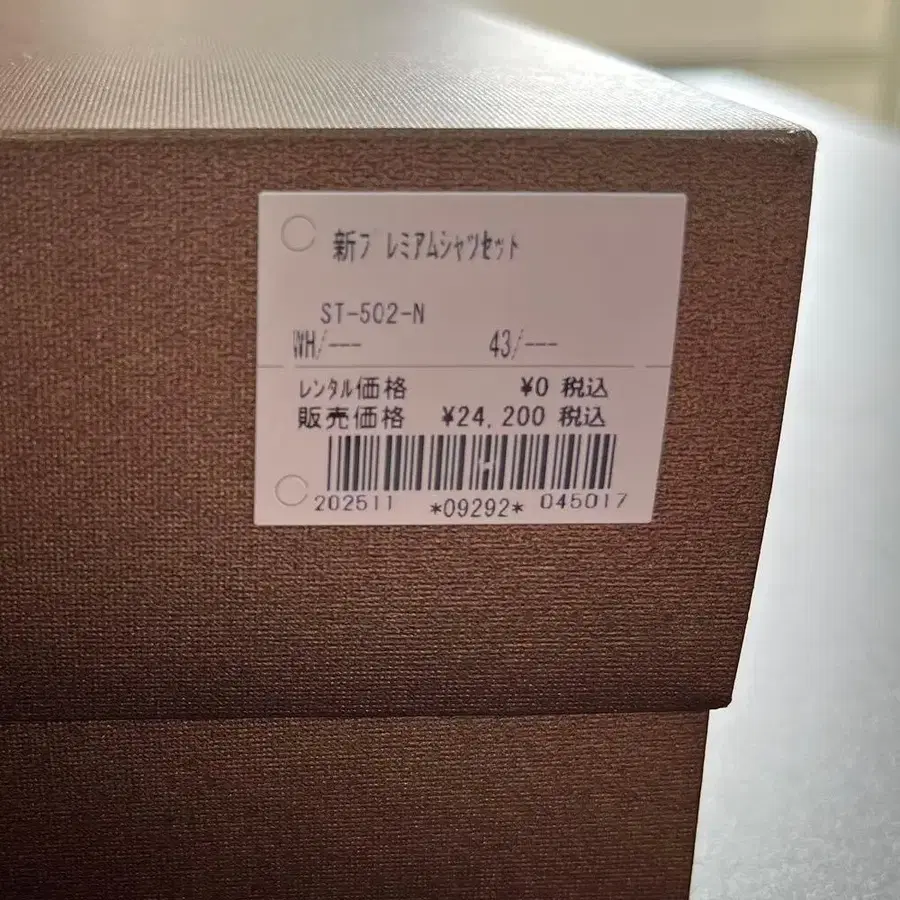 新プレミアムシャツセット
ST-502-N
WH/--- 43/---
レンタル価格 ¥0 税込
販売価格 ¥24,200 税込
202511 *09292* 045017